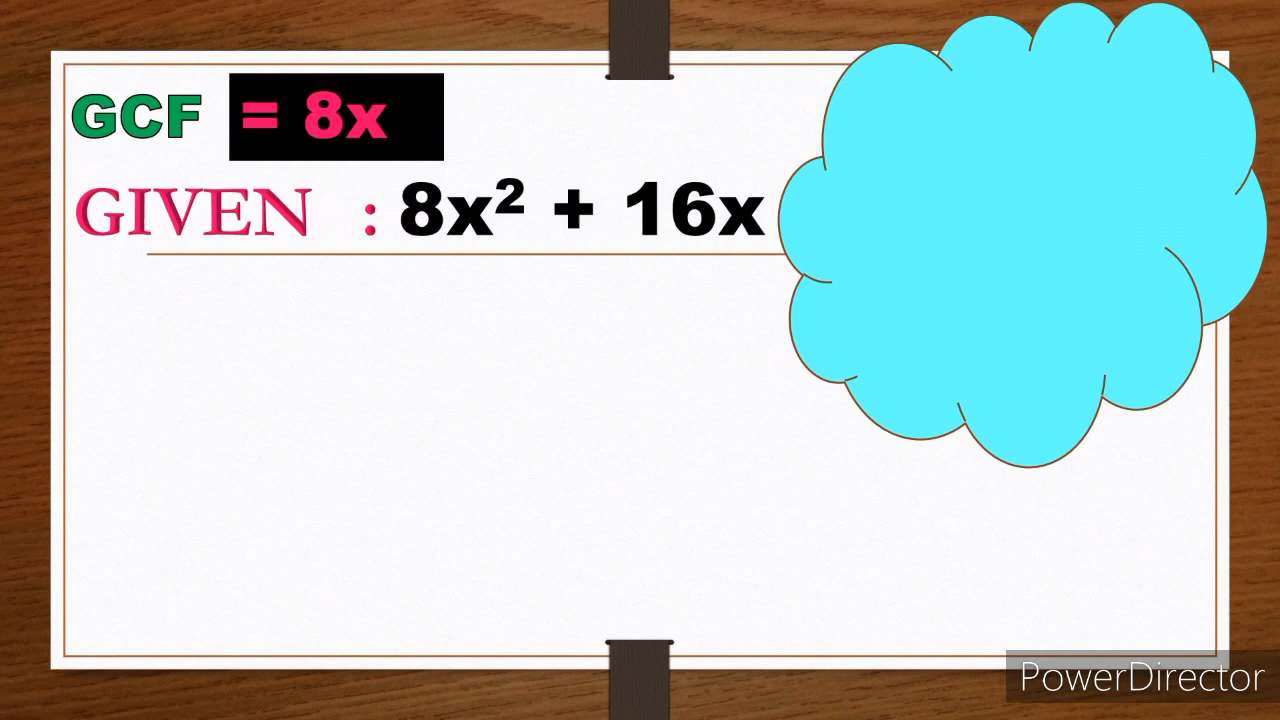 GCF = 8x
GIVEN : 8x² + 16x
PowerDirector